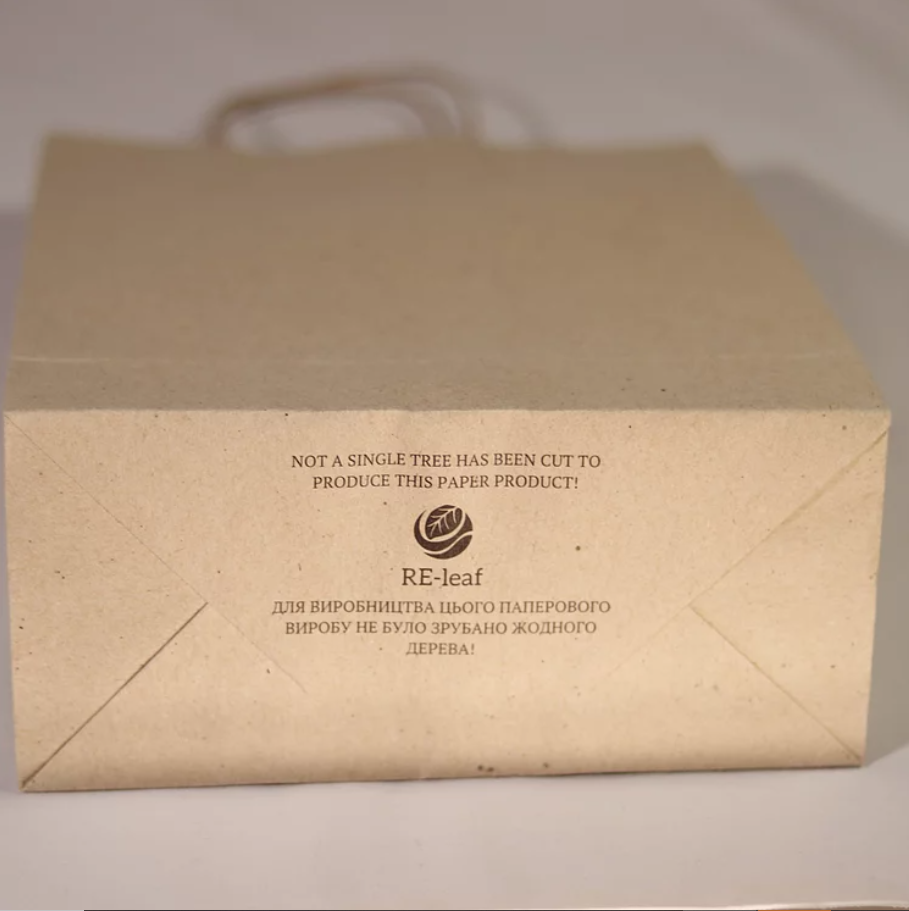 NOT A SINGLE TREE HAS BEEN CUT TO
PRODUCE THIS PAPER PRODUCT!
RE-leaf
ДЛЯ ВИРОБНИЦТВА ЦЬОГО ПАПЕРОВОГО
ВИРОБУ НЕ БУЛО ЗРУБАНО ЖОДНОГО
ДЕРЕВА!